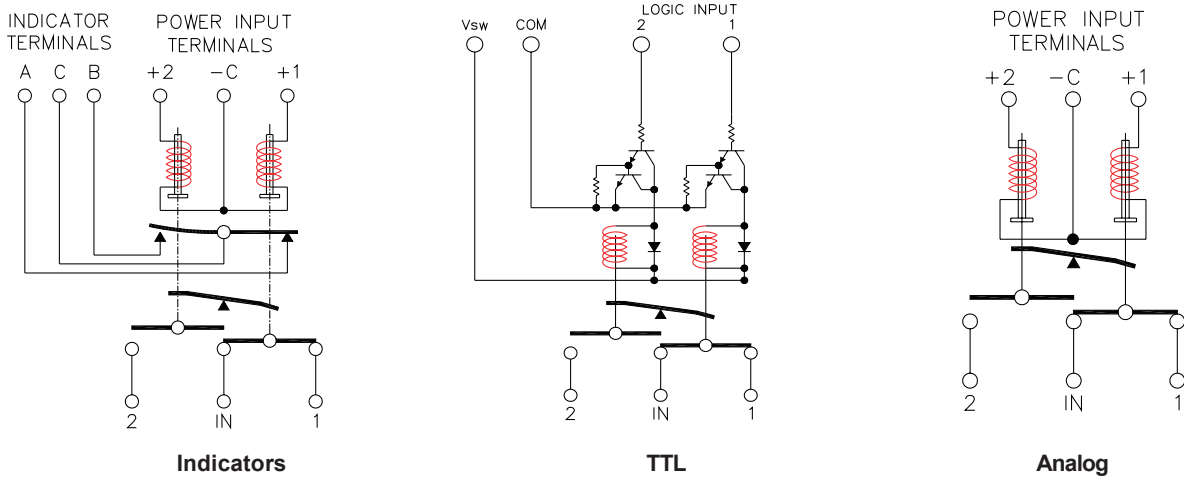 INDICATOR
TERMINALS
A C B
POWER INPUT
TERMINALS
+2 −C +1
2 IN 1
Indicators
Vsw COM
LOGIC INPUT
2 1
2 IN 1
TTL
POWER INPUT
TERMINALS
+2 −C +1
2 IN 1
Analog